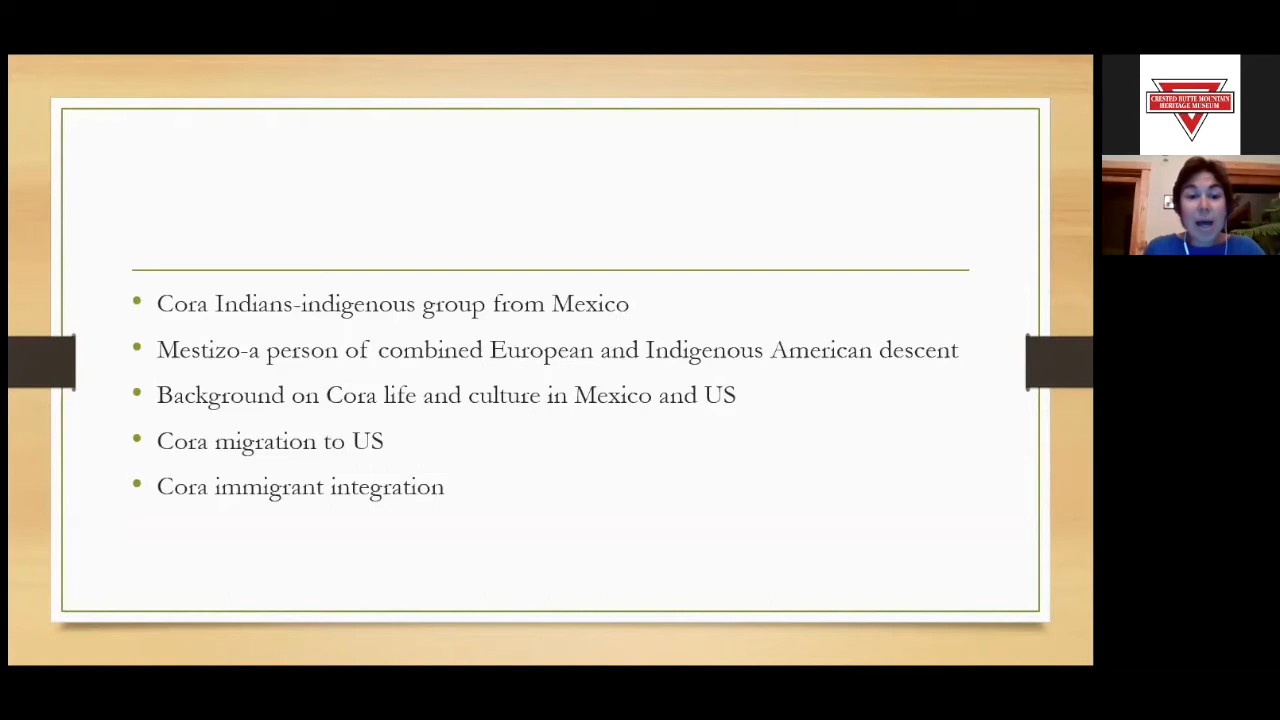 Cora Indians-indigenous group from Mexico
Mestizo-a person of combined European and Indigenous American descent
Background on Cora life and culture in Mexico and US
Cora migration to US
Cora immigrant integration
CRESTED BUTTE MOUNTAIN
HERITAGE MUSEUM